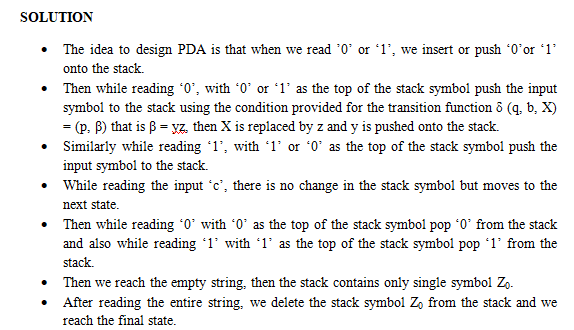 SOLUTION
• The idea to design PDA is that when we read '0' or '1', we insert or push '0'or '1'
onto the stack.
• Then while reading '0', with '0' or '1' as the top of the stack symbol push the input
symbol to the stack using the condition provided for the transition function δ (q, b, X)
= (p, β) that is β = yz, then X is replaced by z and y is pushed onto the stack.
• Similarly while reading '1', with '1' or '0' as the top of the stack symbol push the
input symbol to the stack.
• While reading the input 'c', there is no change in the stack symbol but moves to the
next state.
• Then while reading '0' with '0' as the top of the stack symbol pop '0' from the stack
and also while reading '1' with '1' as the top of the stack symbol pop '1' from the
stack.
• Then we reach the empty string, then the stack contains only single symbol Z₀.
• After reading the entire string, we delete the stack symbol Z₀ from the stack and we
reach the final state.